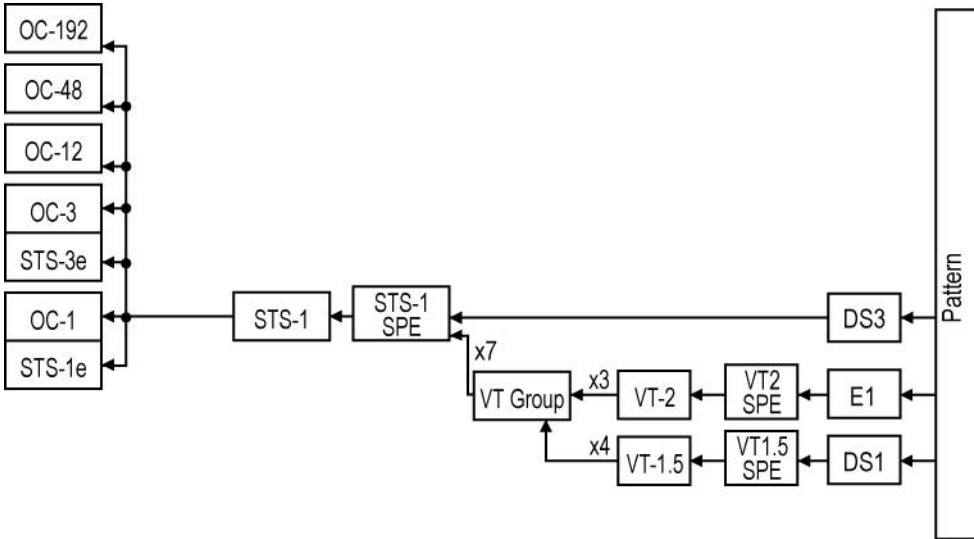 OC-192
OC-48
OC-12
OC-3
STS-3e
OC-1
STS-1e
STS-1
STS-1
SPE
DS3
Pattern
x7
VT Group
x3
VT-2
VT2
SPE
E1
x4
VT-1.5
VT1.5
SPE
DS1